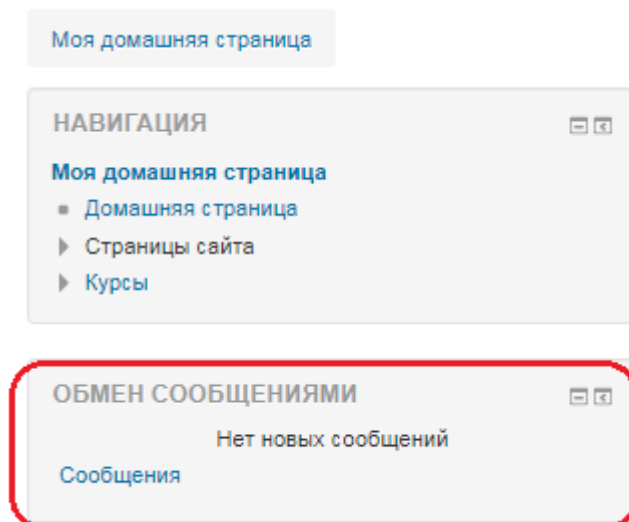 Моя домашняя страница
НАВИГАЦИЯ
Моя домашняя страница
Домашняя страница
Страницы сайта
Курсы
ОБМЕН СООБЩЕНИЯМИ
Нет новых сообщений
Сообщения